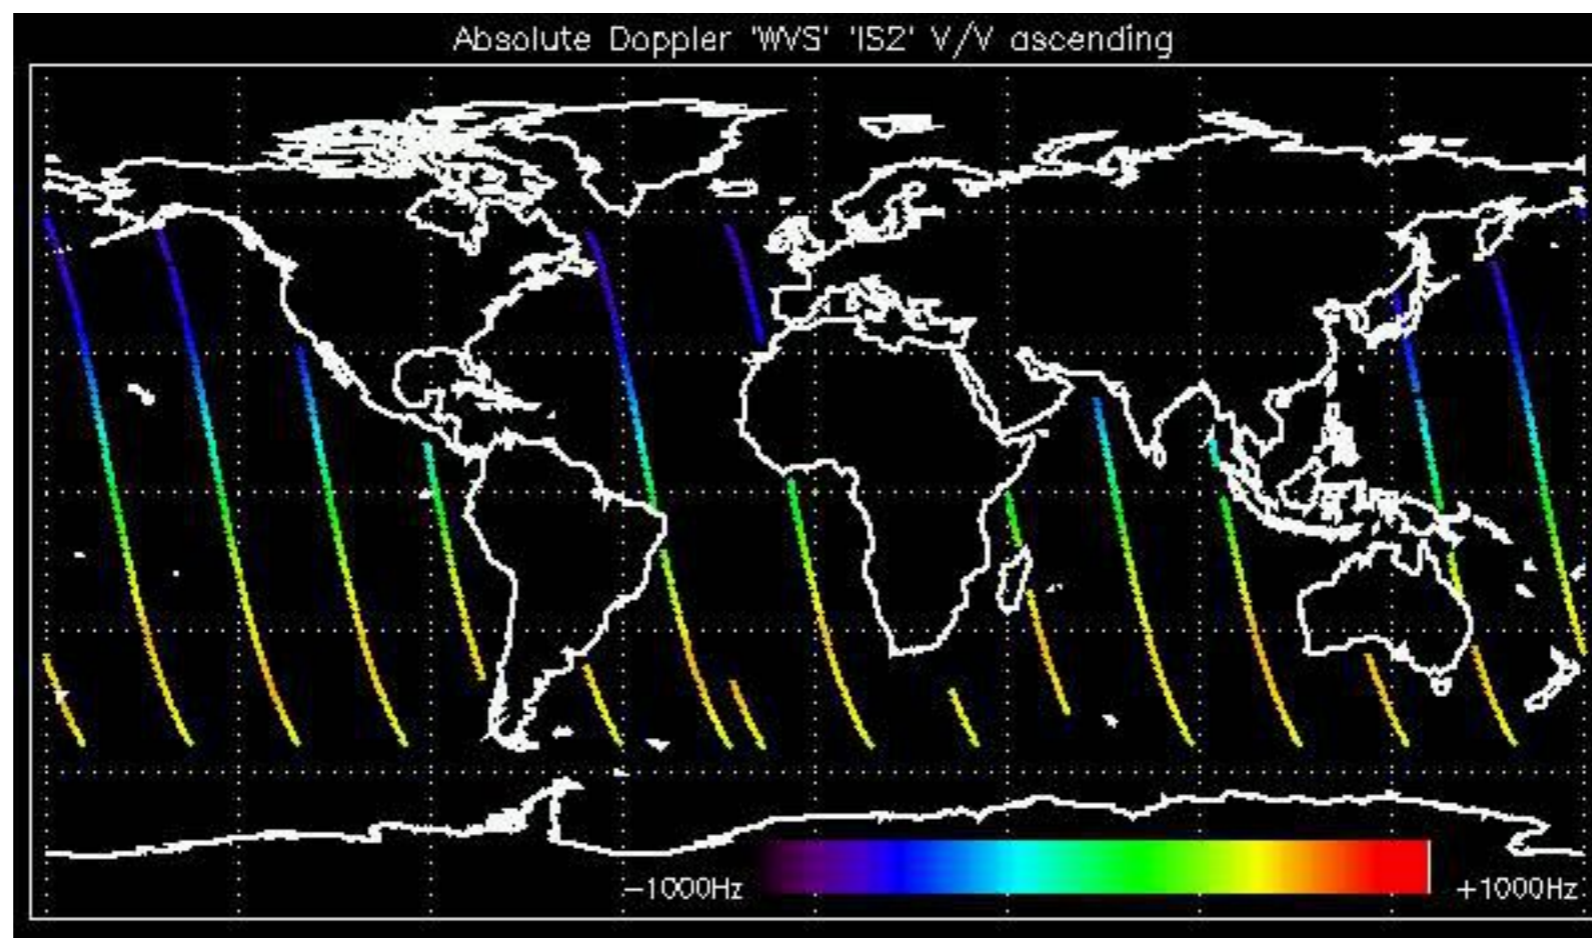 Absolute Doppler 'WVS' 'IS2' V/V ascending
−1000Hz
+1000Hz